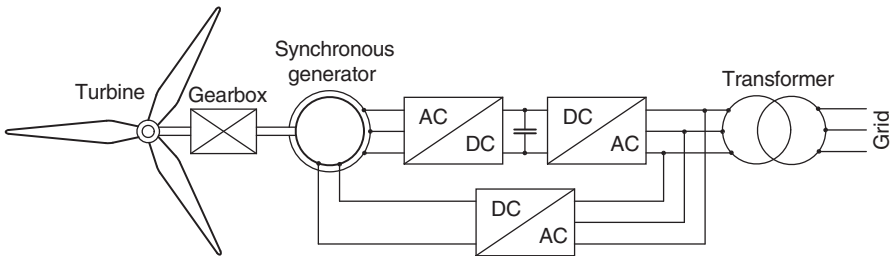 Synchronous
generator
Turbine
Gearbox
Transformer
AC
DC
DC
AC
Grid
DC
AC